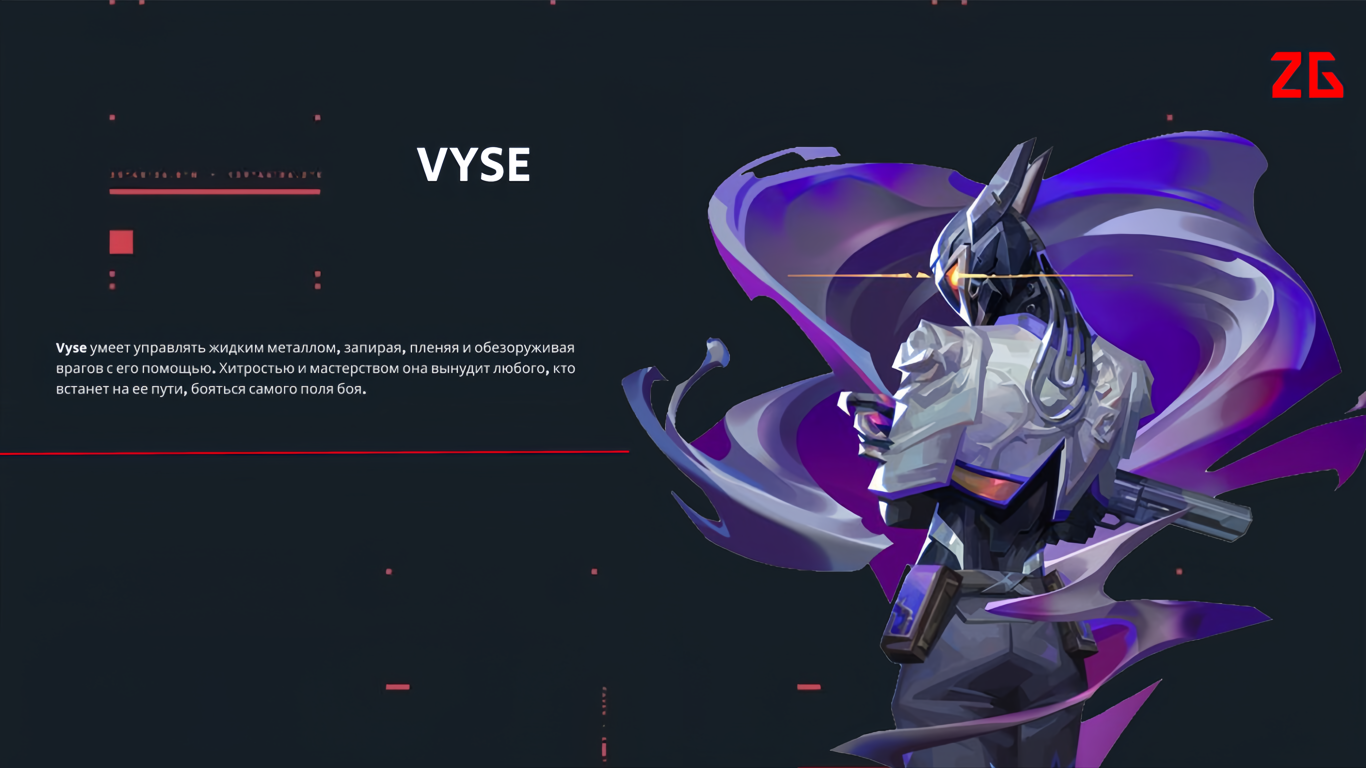 ZG
VYSE
Vyse умеет управлять жидким металлом, запирая, пленяя и обезоруживая
врагов с его помощью. Хитростью и мастерством она вынудит любого, кто
встанет на ее пути, бояться самого поля боя.